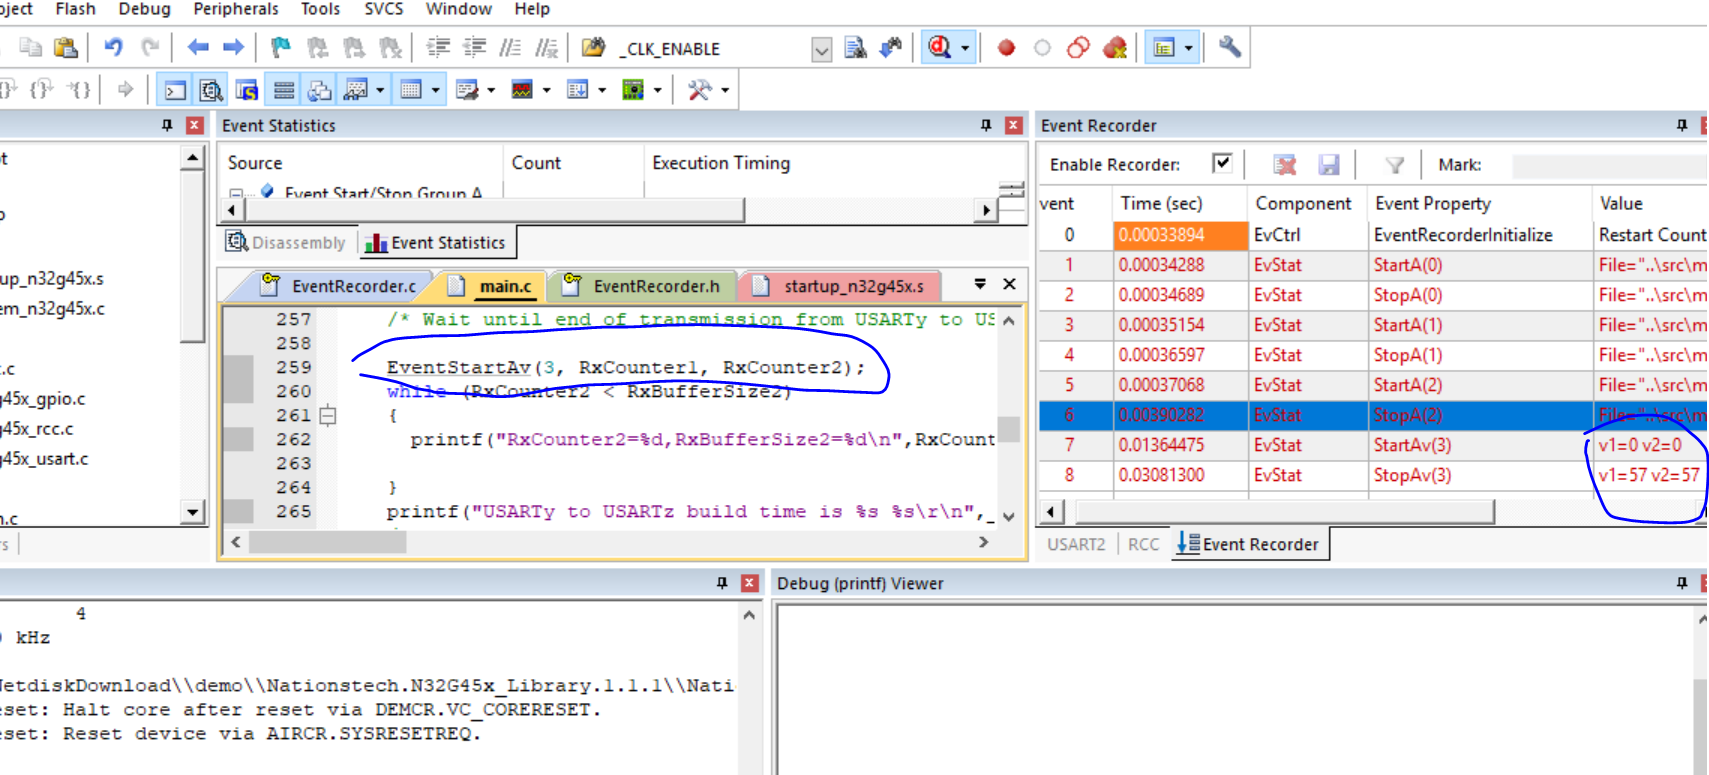 oject Flash Debug Peripherals Tools SVCS Window Help
_CLK_ENABLE
Event Statistics
Source Count Execution Timing
Event Start/Stop Group A
Disassembly Event Statistics
Event Recorder
Enable Recorder: Mark:
vent Time (sec) Component Event Property Value
0 0.00033894 EvCtrl EventRecorderInitialize Restart Count
1 0.00034288 EvStat StartA(0) File="..\src\m
2 0.00034689 EvStat StopA(0) File="..\src\m
3 0.00035154 EvStat StartA(1) File="..\src\m
4 0.00036597 EvStat StopA(1) File="..\src\m
5 0.00037068 EvStat StartA(2) File="..\src\m
6 0.00390282 EvStat StopA(2) File="..\src\m
7 0.01364475 EvStat StartAv(3) v1=0 v2=0
8 0.03081300 EvStat StopAv(3) v1=57 v2=57
USART2 RCC Event Recorder
ot
o
up_n32g45x.s
em_n32g45x.c
t.c
g45x_gpio.c
g45x_rcc.c
g45x_usart.c
n.c
rs
EventRecorder.c main.c EventRecorder.h startup_n32g45x.s
257 /* Wait until end of transmission from USARTy to US
258
259 EventStartAv(3, RxCounter1, RxCounter2);
260 while (RxCounter2 < RxBufferSize2)
261 {
262 printf("RxCounter2=%d,RxBufferSize2=%d\n",RxCount
263
264 }
265 printf("USARTy to USARTz build time is %s %s\r\n",_
4
kHz
NetdiskDownload\\demo\\Nationstech.N32G45x_Library.1.1.1\\Nati
eset: Halt core after reset via DEMCR.VC_CORERESET.
eset: Reset device via AIRCR.SYSRESETREQ.
Debug (printf) Viewer